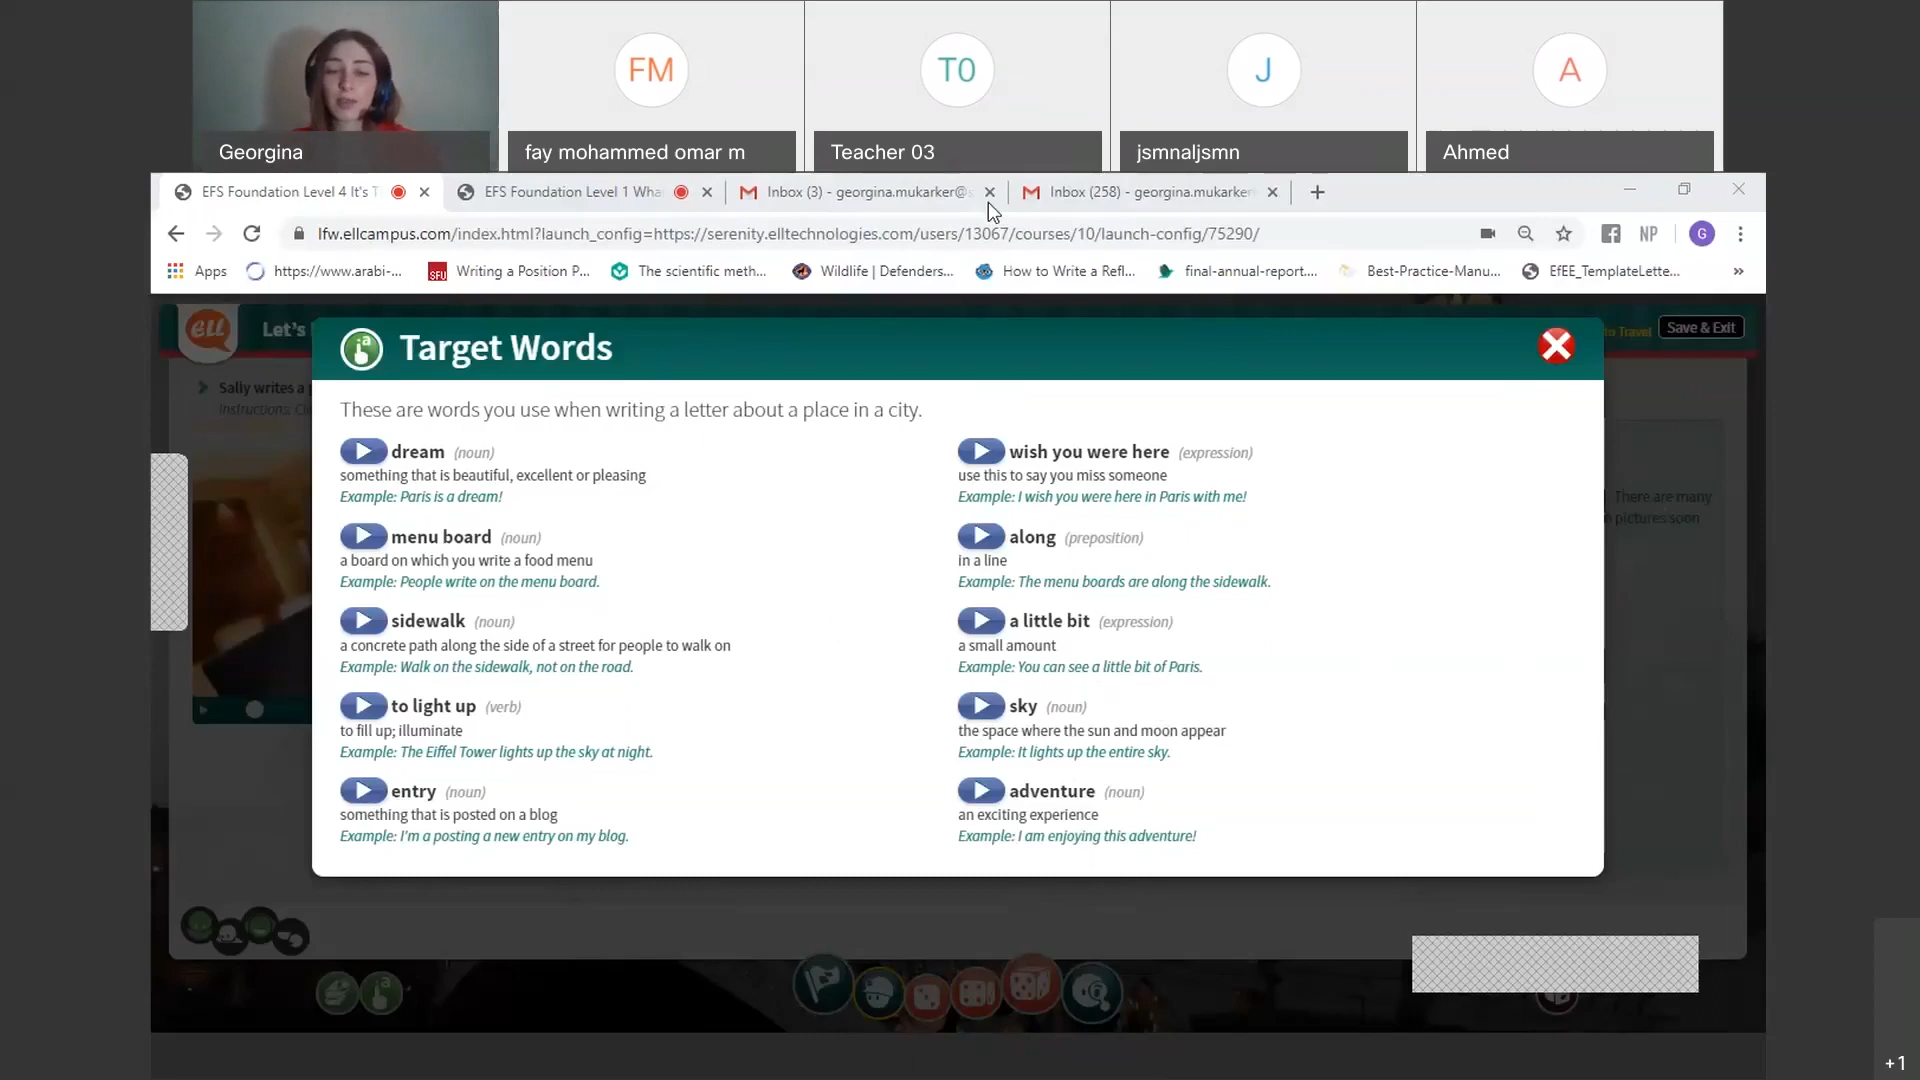 FM
T0
J
A
Georgina
fay mohammed omar m
Teacher 03
jsmnaljsmn
Ahmed
EFS Foundation Level 4 It's T
EFS Foundation Level 1 Wha
Inbox (3) - georgina.mukarker@s
Inbox (258) - georgina.mukarker
lfw.ellcampus.com/index.html?launch_config=https://serenity.elltechnologies.com/users/13067/courses/10/launch-config/75290/
NP
G
Apps
https://www.arabi-...
SFU
Writing a Position P...
The scientific meth...
Wildlife | Defenders...
How to Write a Refl...
final-annual-report....
Best-Practice-Manu...
EfEE_TemplateLette...
»
ell
Let's
to Travel
Save & Exit
Target Words
Sally writes a
These are words you use when writing a letter about a place in a city.
dream (noun)
something that is beautiful, excellent or pleasing
Example: Paris is a dream!
menu board (noun)
a board on which you write a food menu
Example: People write on the menu board.
sidewalk (noun)
a concrete path along the side of a street for people to walk on
Example: Walk on the sidewalk, not on the road.
to light up (verb)
to fill up; illuminate
Example: The Eiffel Tower lights up the sky at night.
entry (noun)
something that is posted on a blog
Example: I'm a posting a new entry on my blog.
wish you were here (expression)
use this to say you miss someone
Example: I wish you were here in Paris with me!
along (preposition)
in a line
Example: The menu boards are along the sidewalk.
a little bit (expression)
a small amount
Example: You can see a little bit of Paris.
sky (noun)
the space where the sun and moon appear
Example: It lights up the entire sky.
adventure (noun)
an exciting experience
Example: I am enjoying this adventure!
There are many
pictures soon
+1